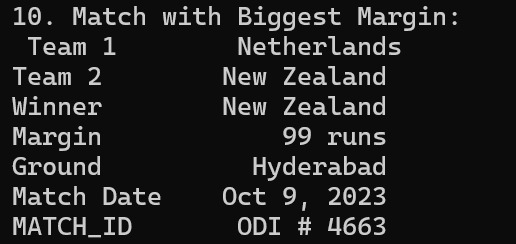 10. Match with Biggest Margin:
 Team 1        Netherlands
Team 2        New Zealand
Winner        New Zealand
Margin            99 runs
Ground          Hyderabad
Match Date    Oct 9, 2023
MATCH_ID       ODI # 4663